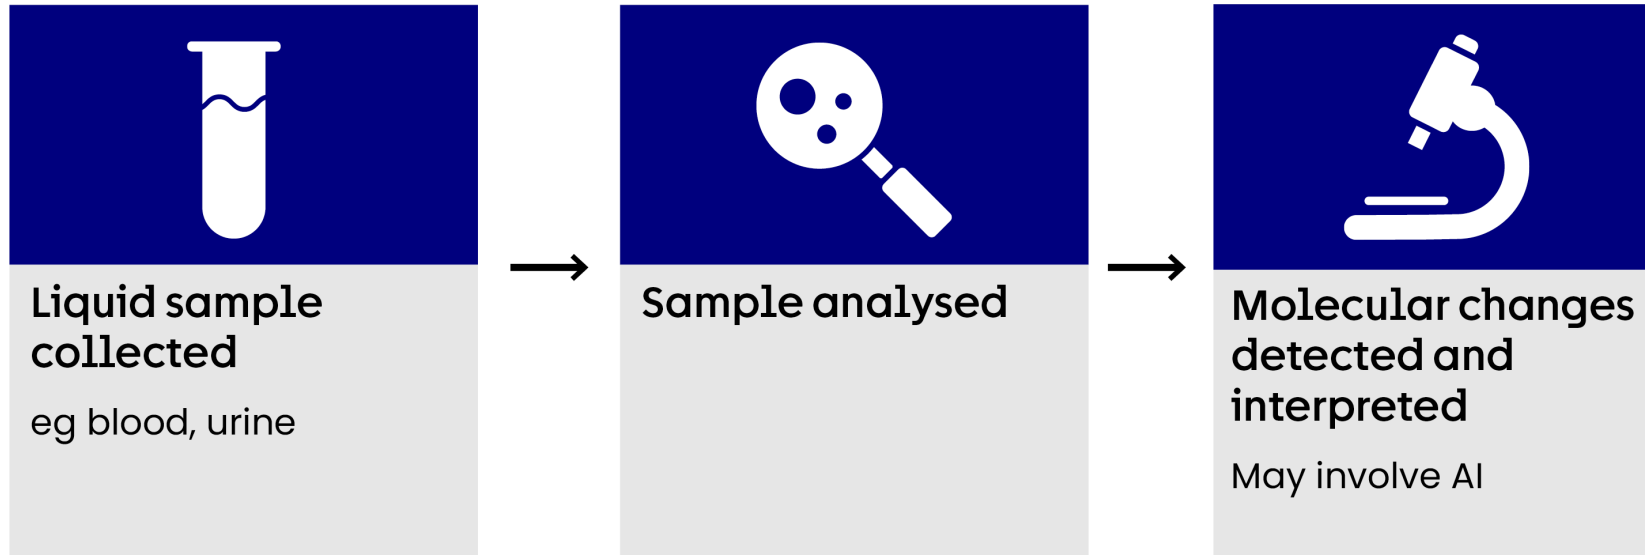 Liquid sample
collected
eg blood, urine
Sample analysed
Molecular changes
detected and
interpreted
May involve AI